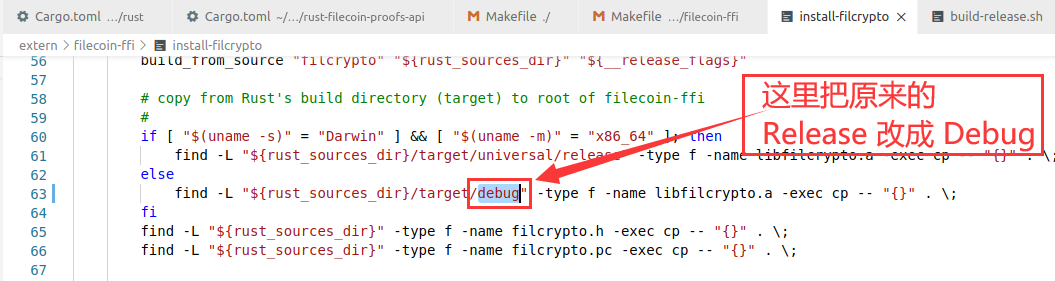 Cargo.toml .../rust
Cargo.toml ~/.../rust-filecoin-proofs-api
Makefile ./
Makefile .../filecoin-ffi
install-filcrypto
build-release.sh
extern > filecoin-ffi > install-filcrypto
56 build_from_source "filcrypto" "${rust_sources_dir}" "${__release_flags}"
57
58 # copy from Rust's build directory (target) to root of filecoin-ffi
59 #
60 if [ "$(uname -s)" = "Darwin" ] && [ "$(uname -m)" = "x86_64" ]; then
61 find -L "${rust_sources_dir}/target/universal/release" -type f -name libfilcrypto.a -exec cp -- "{}" . \;
62 else
63 find -L "${rust_sources_dir}/target/debug" -type f -name libfilcrypto.a -exec cp -- "{}" . \;
64 fi
65 find -L "${rust_sources_dir}" -type f -name filcrypto.h -exec cp -- "{}" . \;
66 find -L "${rust_sources_dir}" -type f -name filcrypto.pc -exec cp -- "{}" . \;
67
这里把原来的
Release 改成 Debug